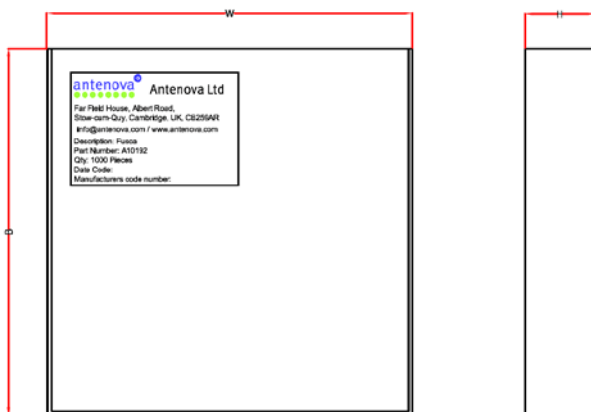 W
H
antenova
Antenova Ltd
Far Field House, Albert Road,
Stow-cum-Quy, Cambridge, UK, CB259AR
info@antenova.com / www.antenova.com
Description: Fusca
Part Number: A10192
Qty: 1000 Pieces
Date Code:
Manufacturers code number: